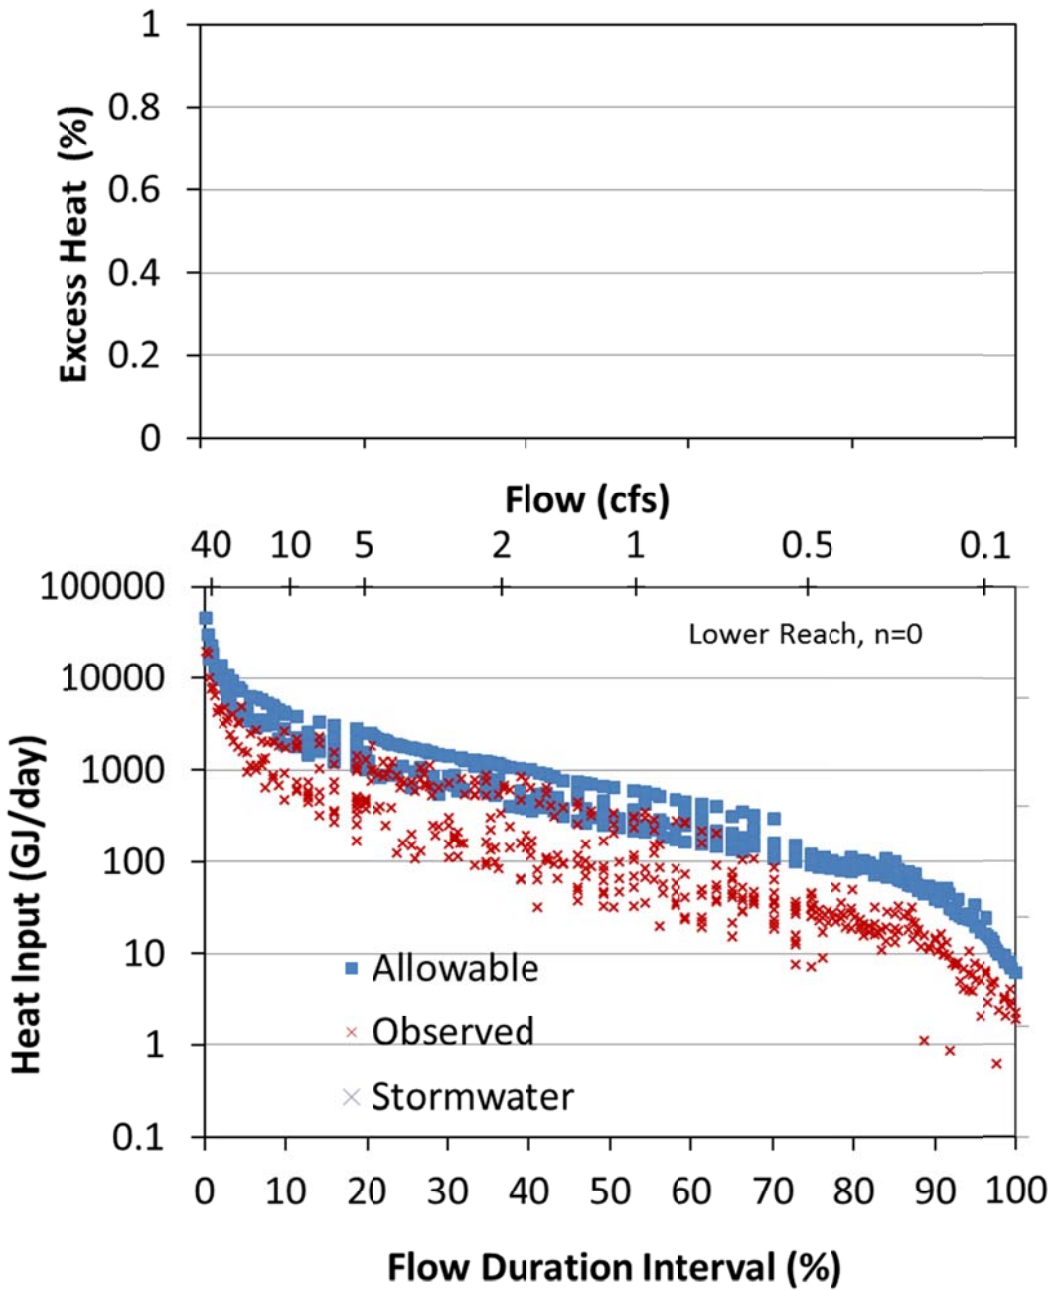 1
0.8
0.6
0.4
0.2
0
Excess Heat (%)
Flow (cfs)
40 10 5 2 1 0.5 0.1
100000
10000
1000
100
10
1
0.1
Heat Input (GJ/day)
Lower Reach, n=0
Allowable
Observed
Stormwater
0 10 20 30 40 50 60 70 80 90 100
Flow Duration Interval (%)